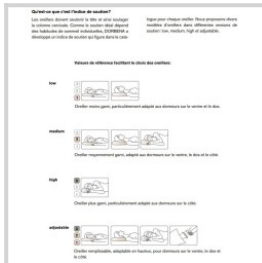 Qu'est-ce que c'est l'indice de soutien?
Les oreillers doivent soutenir la tête et ainsi soulager
la colonne cervicale. Comme le soutien idéal dépend
des habitudes de sommeil individuelles, DORBENA a
développé un indice de soutien qui figure dans le cata-
logue pour chaque oreiller. Nous proposons divers
modèles d'oreillers dans différentes versions de
soutien: low, medium, high et adjustable.
Valeurs de référence facilitant le choix des oreillers:
low
Oreiller moins garni, particulièrement adapté aux dormeurs sur le ventre et le dos.
medium
Oreiller moyennement garni, adapté aux dormeurs sur le ventre, le dos et le côté.
high
Oreiller plus garni, particulièrement adapté aux dormeurs sur le côté.
adjustable
Oreiller remplissable, adaptable en hauteur, pour dormeurs sur le ventre, le dos et
le côté.